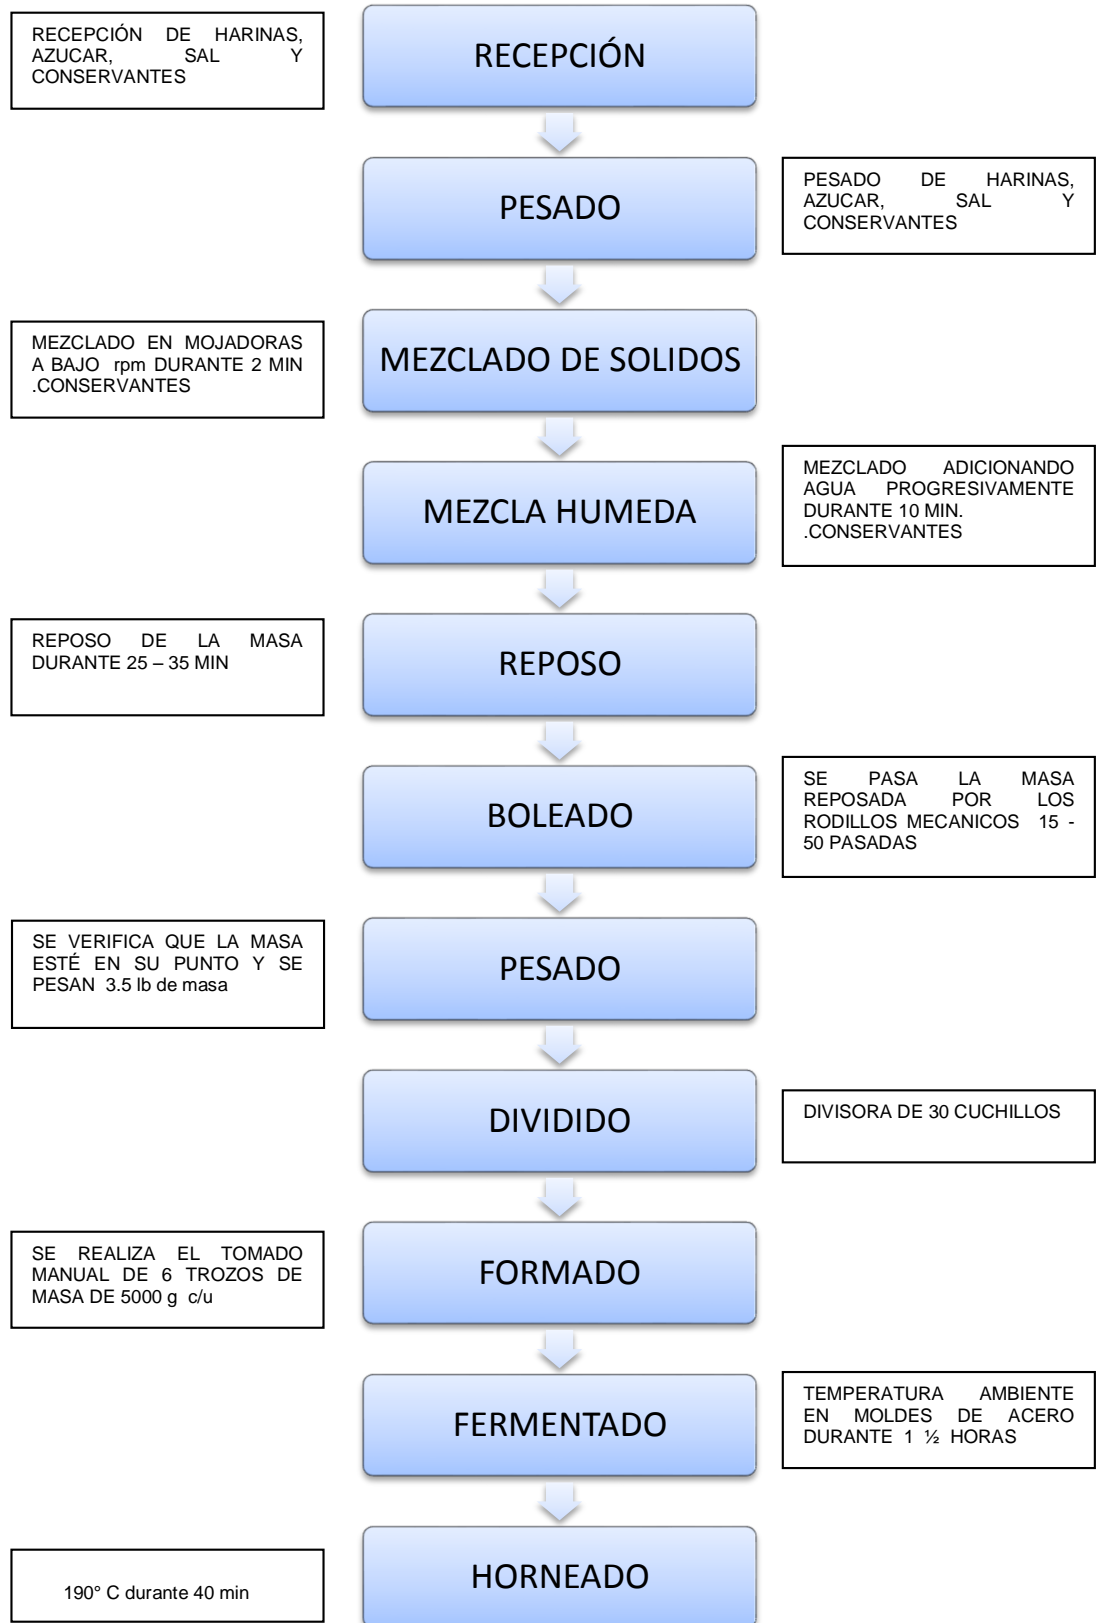 RECEPCIÓN DE HARINAS,
AZUCAR, SAL Y
CONSERVANTES
RECEPCIÓN
PESADO
PESADO DE HARINAS,
AZUCAR, SAL Y
CONSERVANTES
MEZCLADO EN MOJADORAS
A BAJO rpm DURANTE 2 MIN
.CONSERVANTES
MEZCLADO DE SOLIDOS
MEZCLA HUMEDA
MEZCLADO ADICIONANDO
AGUA PROGRESIVAMENTE
DURANTE 10 MIN.
.CONSERVANTES
REPOSO DE LA MASA
DURANTE 25 – 35 MIN
REPOSO
BOLEADO
SE PASA LA MASA
REPOSADA POR LOS
RODILLOS MECANICOS 15 -
50 PASADAS
SE VERIFICA QUE LA MASA
ESTÉ EN SU PUNTO Y SE
PESAN 3.5 lb de masa
PESADO
DIVIDIDO
DIVISORA DE 30 CUCHILLOS
SE REALIZA EL TOMADO
MANUAL DE 6 TROZOS DE
MASA DE 5000 g c/u
FORMADO
FERMENTADO
TEMPERATURA AMBIENTE
EN MOLDES DE ACERO
DURANTE 1 ½ HORAS
190° C durante 40 min
HORNEADO